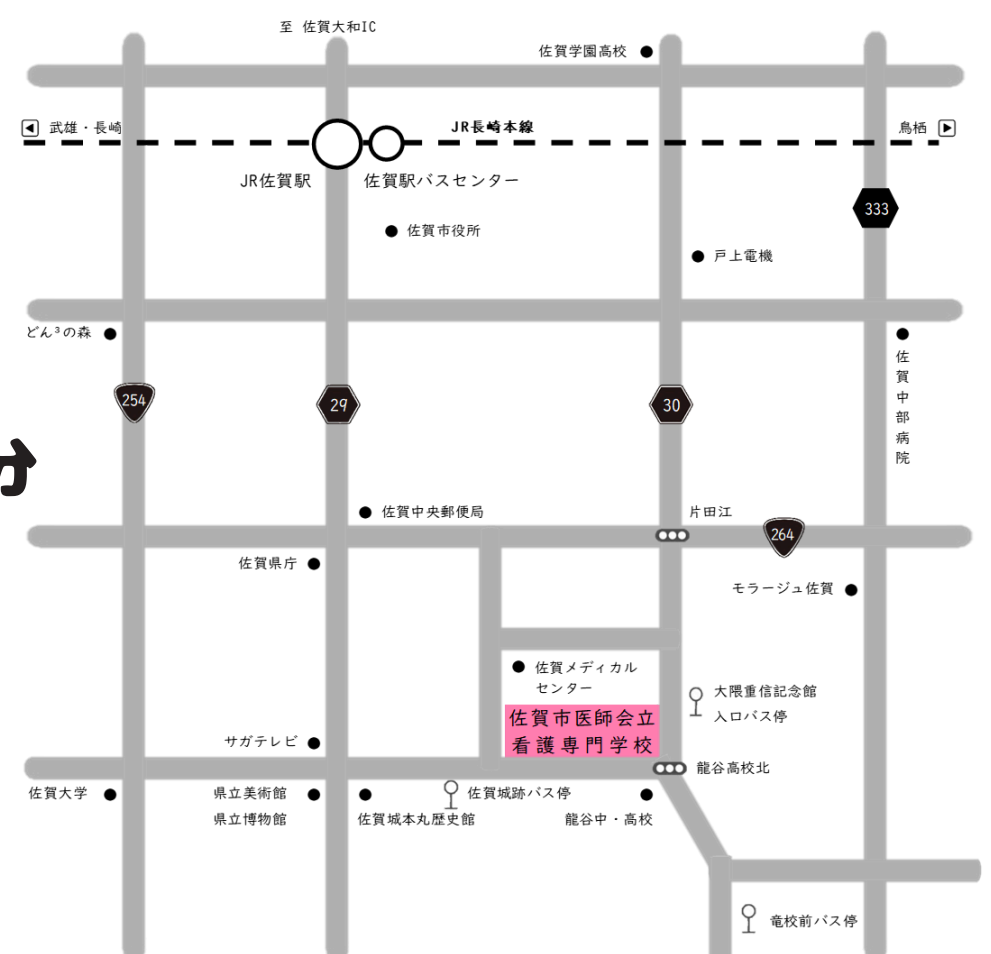 至 佐賀大和IC
佐賀学園高校
武雄・長崎
JR長崎本線
鳥栖
JR佐賀駅
佐賀駅バスセンター
333
佐賀市役所
戸上電機
どん³の森
佐賀中部病院
254
29
30
分
佐賀中央郵便局
片田江
264
佐賀県庁
モラージュ佐賀
佐賀メディカル
センター
大隈重信記念館
入口バス停
佐賀市医師会立
看護専門学校
サガテレビ
龍谷高校北
佐賀大学
県立美術館
県立博物館
佐賀城本丸歴史館
佐賀城跡バス停
龍谷中・高校
竜校前バス停